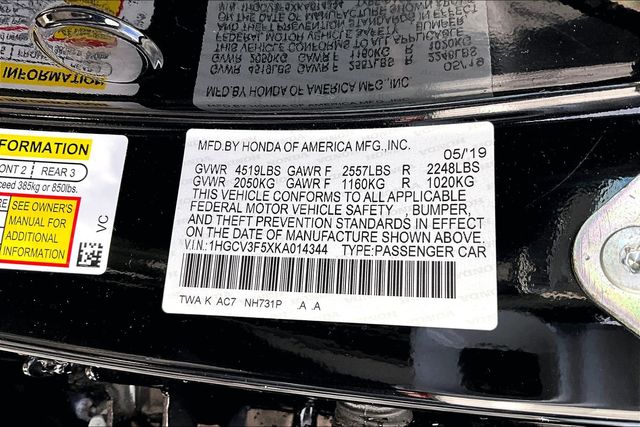 INFORMATION
NFORMATION
ONT 2 REAR 3
ceed 385kg or 850lbs.
SEE OWNER'S
MANUAL FOR
ADDITIONAL
INFORMATION
VC
MFD.BY HONDA OF AMERICA MFG.,INC.
05/'19
GVWR 4519LBS GAWR F 2557LBS R 2248LBS
GVWR 2050KG GAWR F 1160KG R 1020KG
THIS VEHICLE CONFORMS TO ALL APPLICABLE
FEDERAL MOTOR VEHICLE SAFETY , BUMPER,
AND THEFT PREVENTION STANDARDS IN EFFECT
ON THE DATE OF MANUFACTURE SHOWN ABOVE.
V.I.N.:1HGCV3F5XKA014344 TYPE:PASSENGER CAR
TWA K AC7 NH731P .A .A